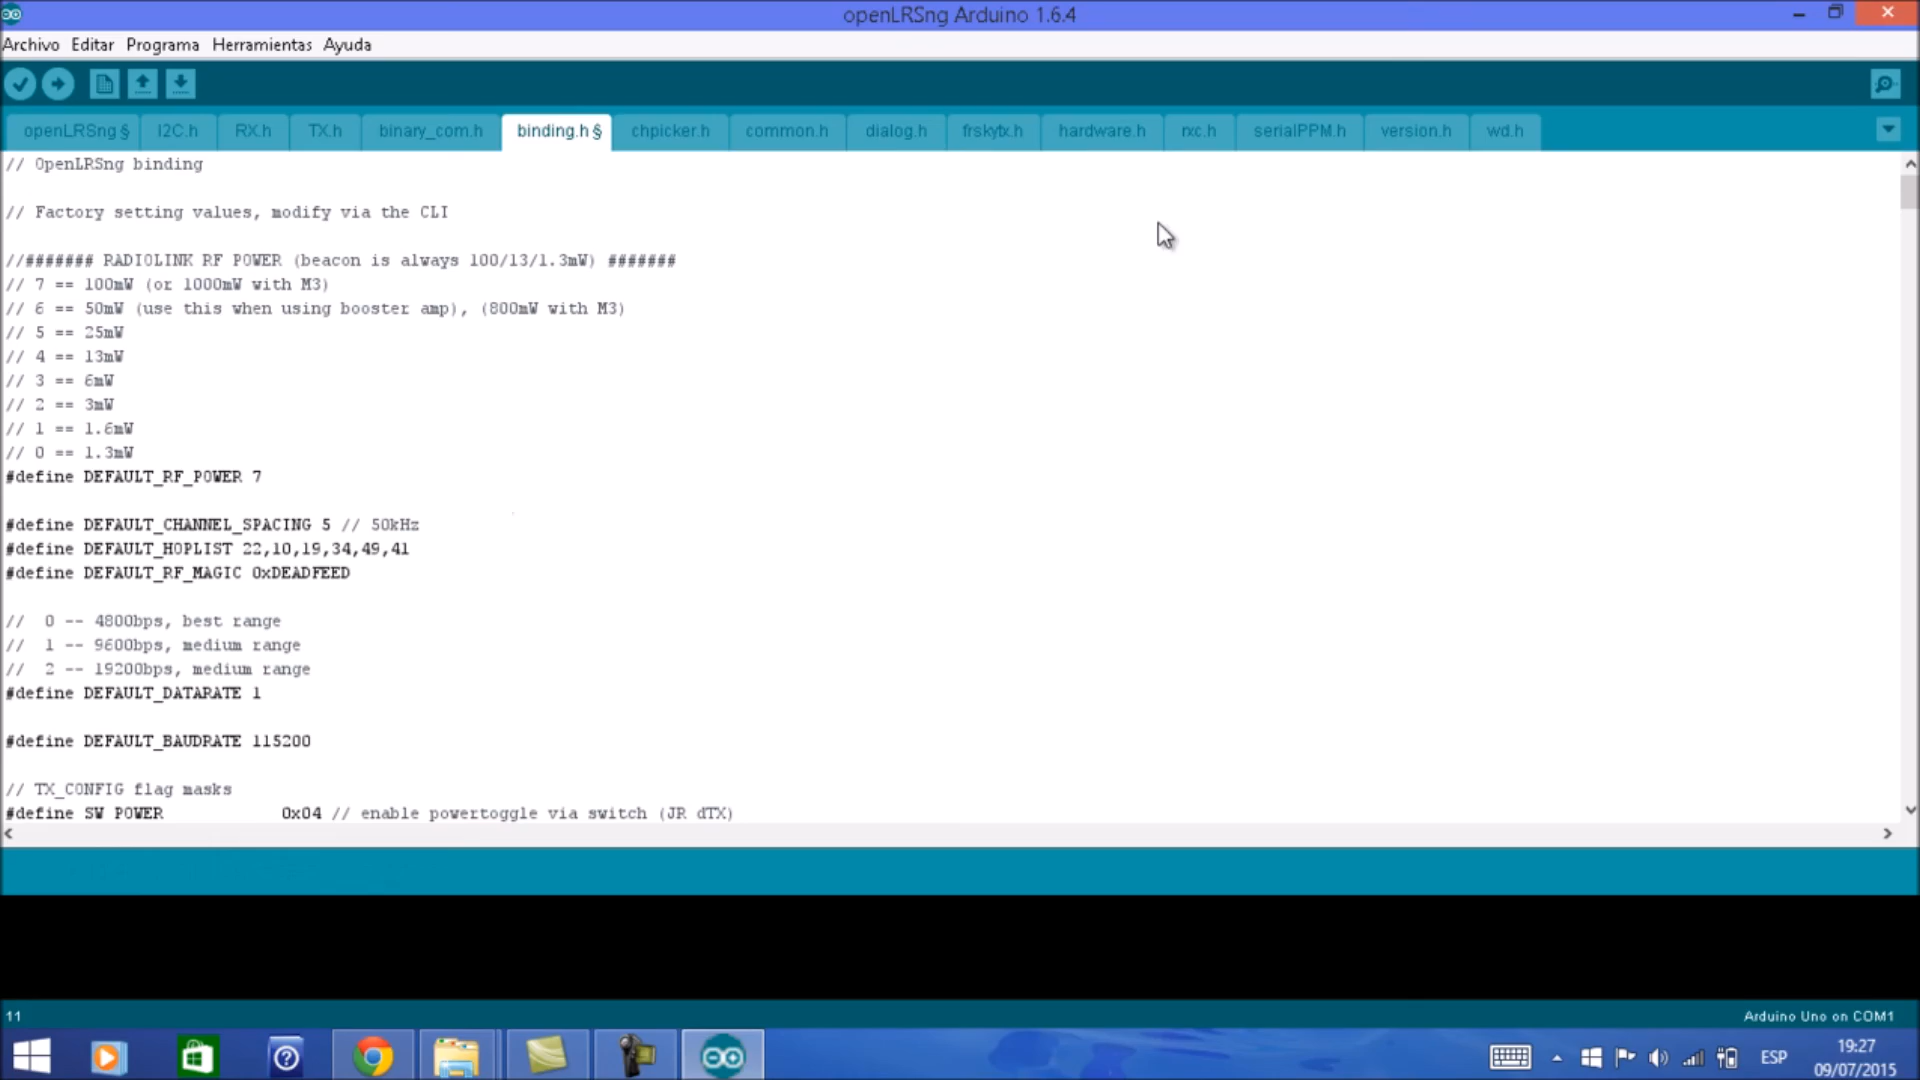 openLRSng Arduino 1.6.4
Archivo Editar Programa Herramientas Ayuda
openLRSng § I2C.h RX.h TX.h binary_com.h binding.h § chpicker.h common.h dialog.h frskytx.h hardware.h rxc.h serialPPM.h version.h wd.h
// OpenLRSng binding
// Factory setting values, modify via the CLI
//####### RADIOLINK RF POWER (beacon is always 100/13/1.3mW) #######
// 7 == 100mW (or 1000mW with M3)
// 6 == 50mW (use this when using booster amp), (800mW with M3)
// 5 == 25mW
// 4 == 13mW
// 3 == 6mW
// 2 == 3mW
// 1 == 1.6mW
// 0 == 1.3mW
#define DEFAULT_RF_POWER 7
#define DEFAULT_CHANNEL_SPACING 5 // 50kHz
#define DEFAULT_HOPLIST 22,10,19,34,49,41
#define DEFAULT_RF_MAGIC 0xDEADFEED
// 0 -- 4800bps, best range
// 1 -- 9600bps, medium range
// 2 -- 19200bps, medium range
#define DEFAULT_DATARATE 1
#define DEFAULT_BAUDRATE 115200
// TX_CONFIG flag masks
#define SW_POWER 0x04 // enable powertoggle via switch (JR dTX)
11
Arduino Uno on COM1
ESP
19:27
09/07/2015